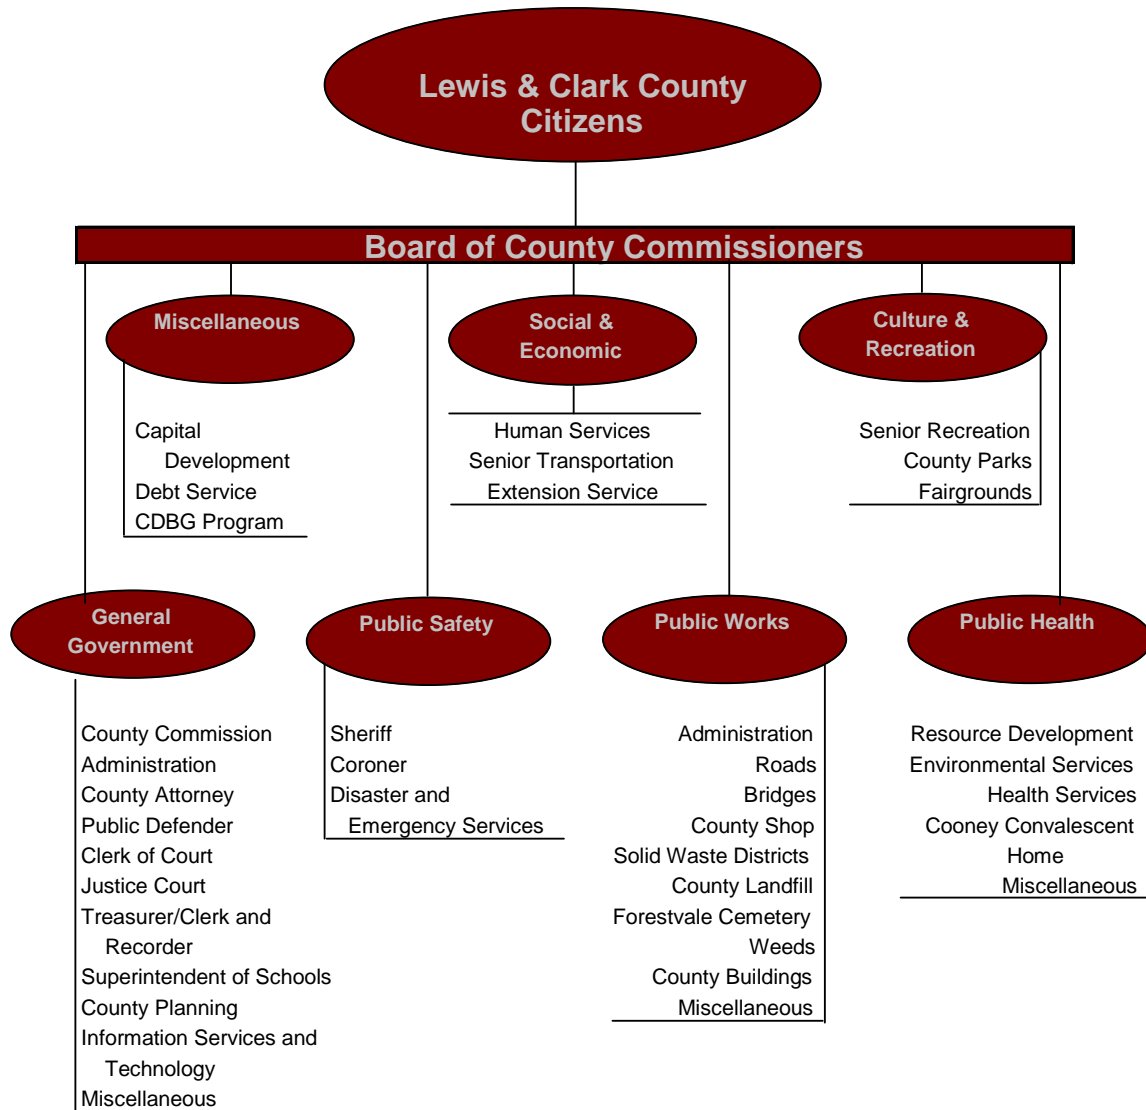 Lewis & Clark County
Citizens
Board of County Commissioners
Miscellaneous
Capital
Development
Debt Service
CDBG Program
Social &
Economic
Human Services
Senior Transportation
Extension Service
Culture &
Recreation
Senior Recreation
County Parks
Fairgrounds
General
Government
County Commission
Administration
County Attorney
Public Defender
Clerk of Court
Justice Court
Treasurer/Clerk and
Recorder
Superintendent of Schools
County Planning
Information Services and
Technology
Miscellaneous
Public Safety
Sheriff
Coroner
Disaster and
Emergency Services
Public Works
Administration
Roads
Bridges
County Shop
Solid Waste Districts
County Landfill
Forestvale Cemetery
Weeds
County Buildings
Miscellaneous
Public Health
Resource Development
Environmental Services
Health Services
Cooney Convalescent
Home
Miscellaneous